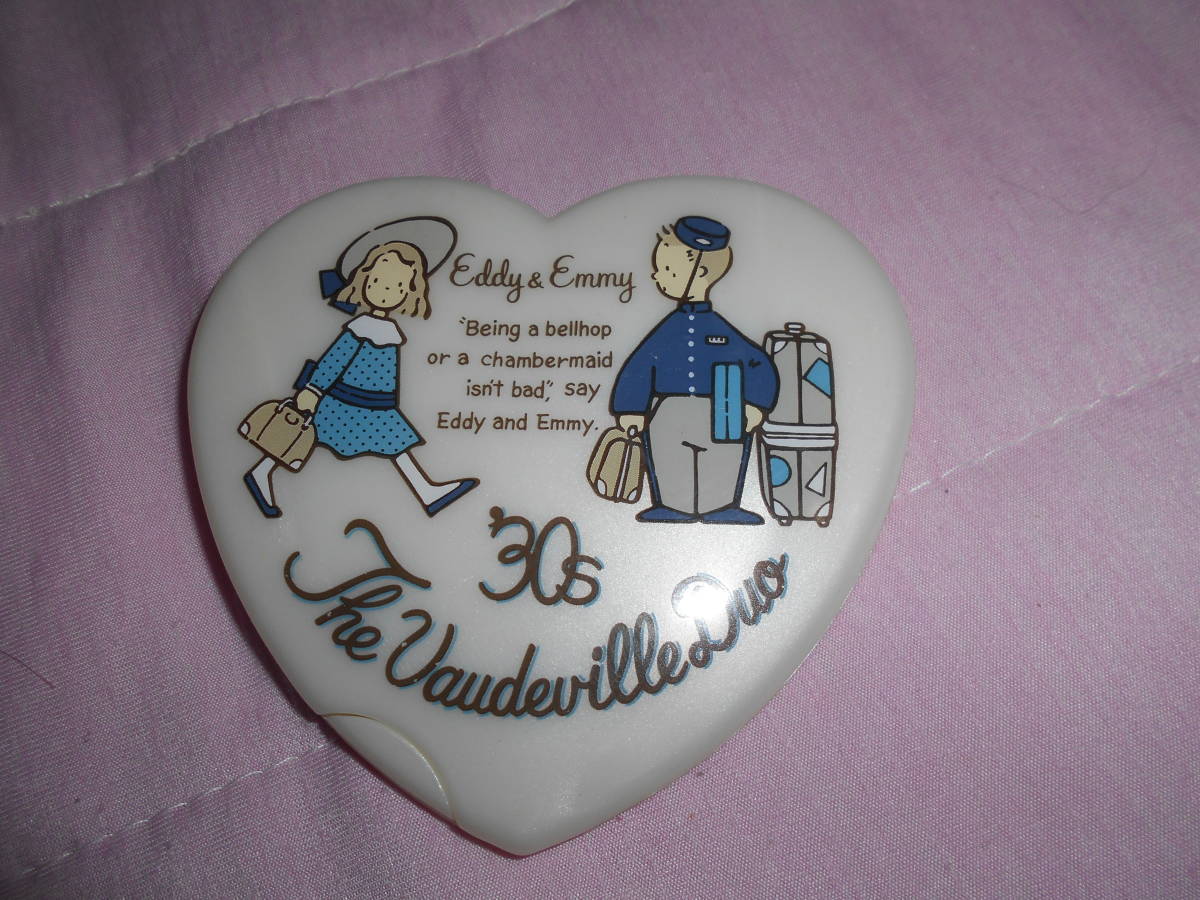 Eddy & Emmy
"Being a bellhop
or a chambermaid
isn't bad", say
Eddy and Emmy.
'30s
The Vaudeville Duo